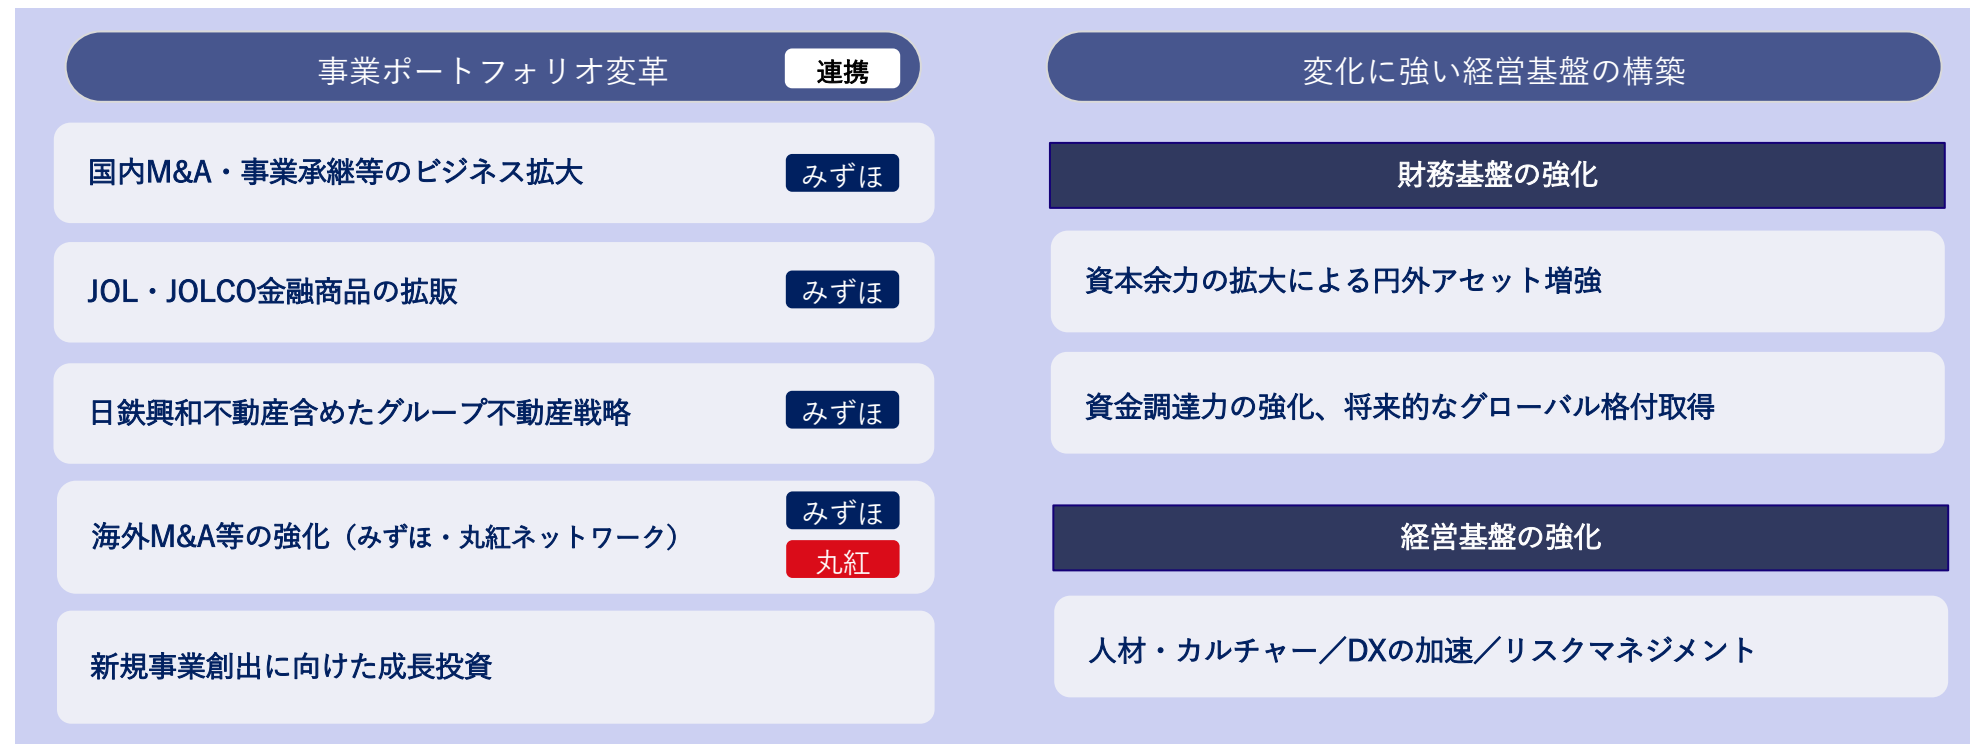 事業ポートフォリオ変革 連携
国内M&A・事業承継等のビジネス拡大 みずほ
JOL・JOLCO金融商品の拡販 みずほ
日鉄興和不動産含めたグループ不動産戦略 みずほ
海外M&A等の強化（みずほ・丸紅ネットワーク） みずほ
丸紅
新規事業創出に向けた成長投資
変化に強い経営基盤の構築
財務基盤の強化
資本余力の拡大による円外アセット増強
資金調達力の強化、将来的なグローバル格付取得
経営基盤の強化
人材・カルチャー／DXの加速／リスクマネジメント